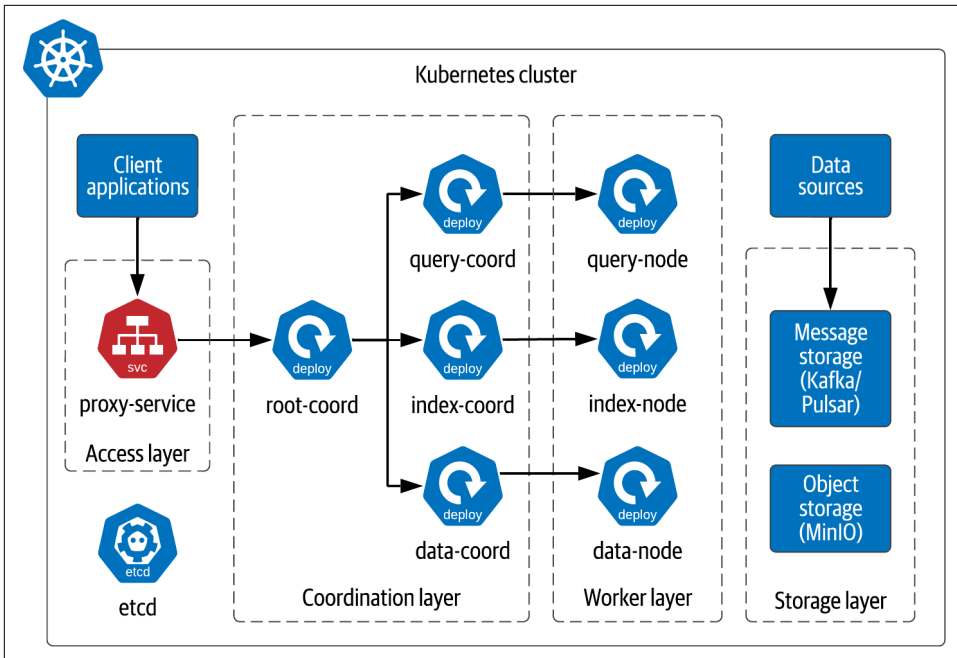 Kubernetes cluster
Client
applications
svc
proxy-service
Access layer
etcd
etcd
deploy
root-coord
deploy
query-coord
deploy
index-coord
deploy
data-coord
Coordination layer
deploy
query-node
deploy
index-node
deploy
data-node
Worker layer
Data
sources
Message
storage
(Kafka/
Pulsar)
Object
storage
(MinIO)
Storage layer